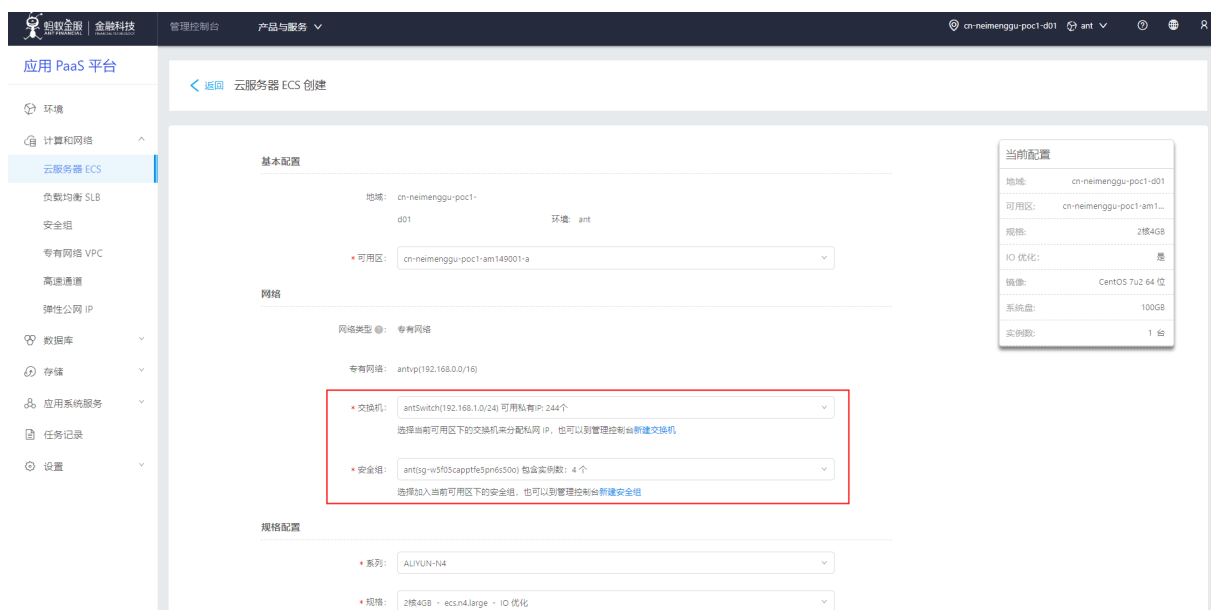 蚂蚁金服 金融科技
ANT FINANCIAL
管理控制台 产品与服务
cn-neimenggu-poc1-d01 ant
应用 PaaS 平台
返回 云服务器 ECS 创建
环境
计算和网络
云服务器 ECS
负载均衡 SLB
安全组
专有网络 VPC
高速通道
弹性公网 IP
数据库
存储
应用系统服务
任务记录
设置
基本配置
地域: cn-neimenggu-poc1-
d01 环境: ant
* 可用区: cn-neimenggu-poc1-am149001-a
网络
网络类型 : 专有网络
专有网络: antvp(192.168.0.0/16)
* 交换机: antSwitch(192.168.1.0/24) 可用私有IP: 244个
选择当前可用区下的交换机来分配私网 IP，也可以到管理控制台新建交换机
* 安全组: ant(sg-w5f05capptfe5pn6s50o) 包含实例数: 4 个
选择加入当前可用区下的安全组，也可以到管理控制台新建安全组
规格配置
* 系列: ALIYUN-N4
* 规格: 2核4GB - ecs.n4.large - IO 优化
当前配置
地域: cn-neimenggu-poc1-d01
可用区: cn-neimenggu-poc1-am1...
规格: 2核4GB
IO 优化: 是
镜像: CentOS 7u2 64 位
系统盘: 100GB
实例数: 1 台